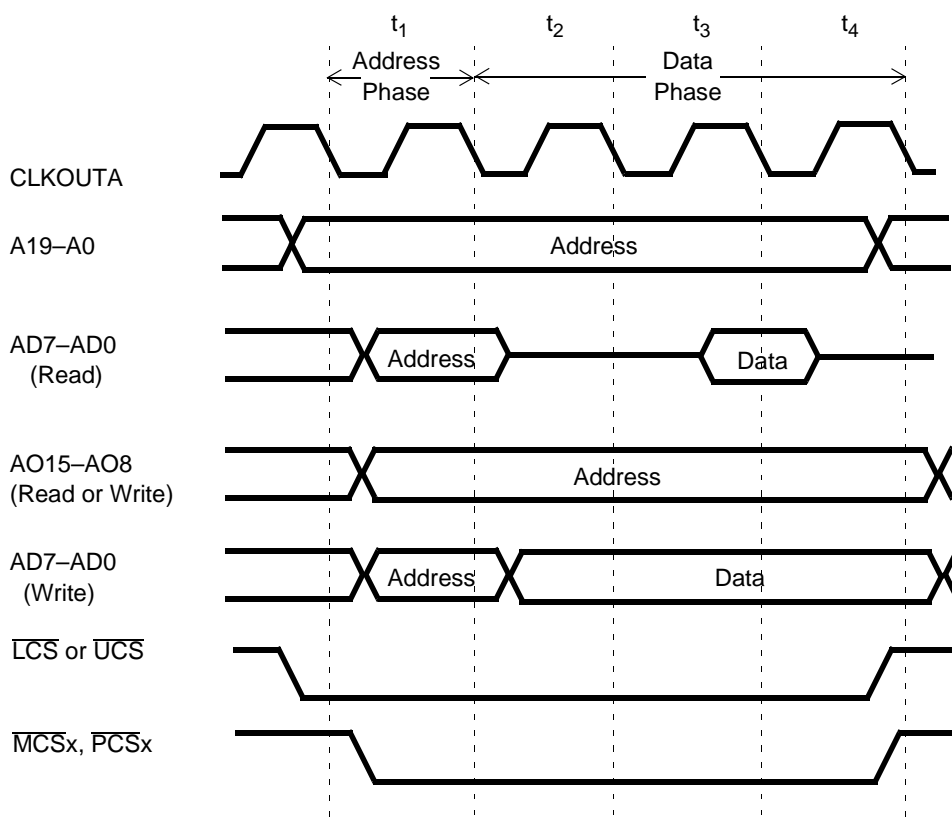 t1 t2 t3 t4
Address
Phase
Data
Phase
CLKOUTA
A19–A0
Address
AD7–AD0
(Read)
Address
Data
AO15–AO8
(Read or Write)
Address
AD7–AD0
(Write)
Address
Data
LCS or UCS
MCSx, PCSx